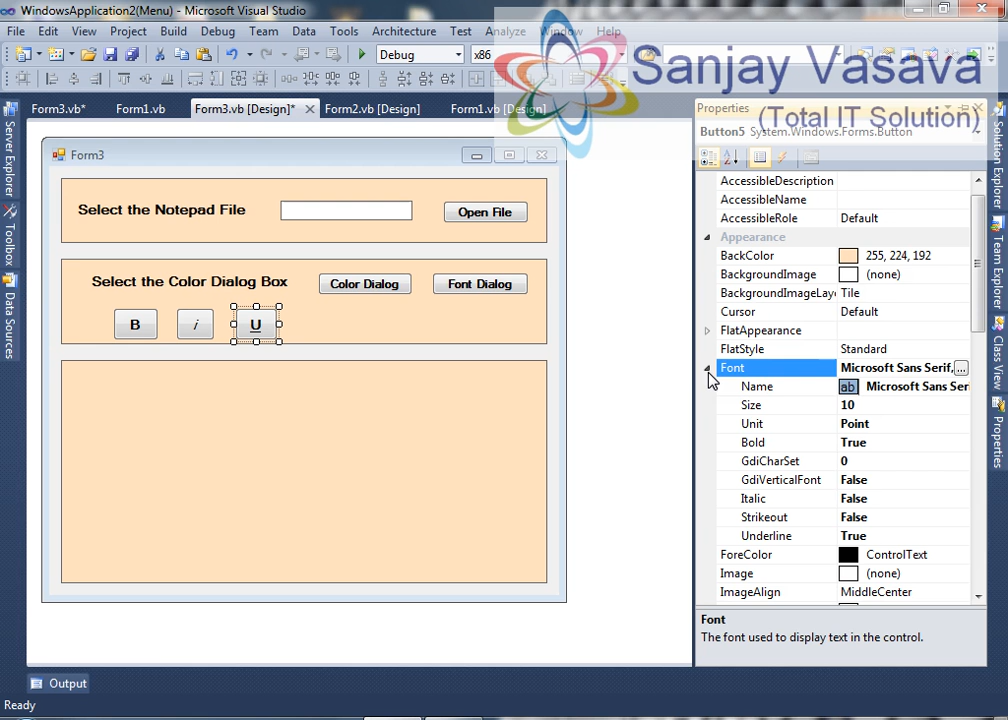 WindowsApplication2(Menu) - Microsoft Visual Studio
File Edit View Project Build Debug Team Data Tools Architecture Test Analyze Window Help
Debug x86
Sanjay Vasava
(Total IT Solution)
Form3.vb* Form1.vb Form3.vb [Design]* Form2.vb [Design] Form1.vb [Design]
Server Explorer
Toolbox
Data Sources
Form3
Select the Notepad File Open File
Select the Color Dialog Box Color Dialog Font Dialog
B i U
Properties
Button5 System.Windows.Forms.Button
AccessibleDescription
AccessibleName
AccessibleRole Default
Appearance
BackColor 255, 224, 192
BackgroundImage (none)
BackgroundImageLayo Tile
Cursor Default
FlatAppearance
FlatStyle Standard
Font Microsoft Sans Serif, ...
Name ab Microsoft Sans Ser
Size 10
Unit Point
Bold True
GdiCharSet 0
GdiVerticalFont False
Italic False
Strikeout False
Underline True
ForeColor ControlText
Image (none)
ImageAlign MiddleCenter
Font
The font used to display text in the control.
Solution Explorer
Team Explorer
Class View
Properties
Output
Ready